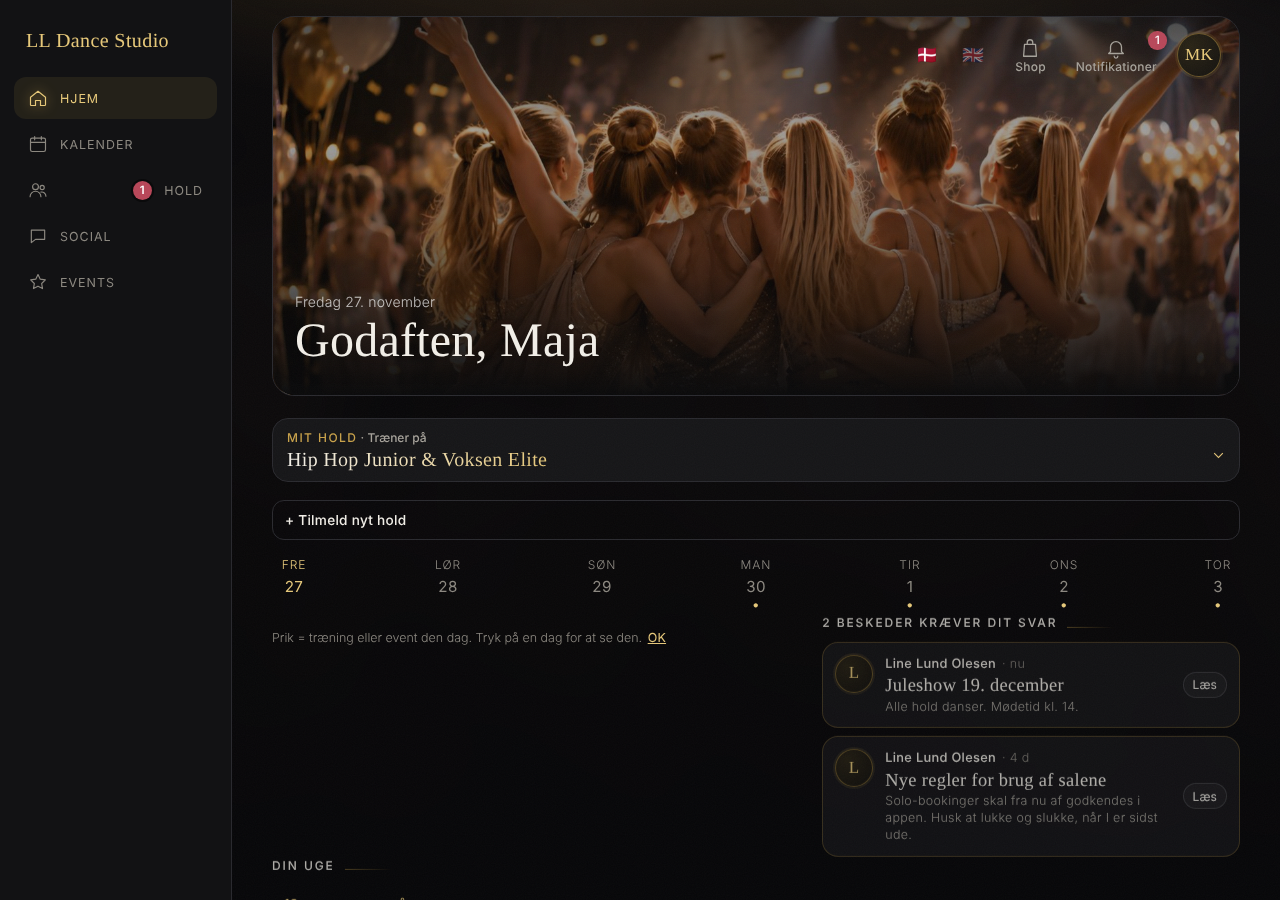 LL Dance Studio
HJEM
KALENDER
1 HOLD
SOCIAL
EVENTS
Shop
Notifikationer
1
MK
Fredag 27. november
Godaften, Maja
MIT HOLD · Træner på
Hip Hop Junior & Voksen Elite
+ Tilmeld nyt hold
FRE LØR SØN MAN TIR ONS TOR
27 28 29 30 1 2 3
Prik = træning eller event den dag. Tryk på en dag for at se den. OK
2 BESKEDER KRÆVER DIT SVAR
L
Line Lund Olesen · nu
Juleshow 19. december
Alle hold danser. Mødetid kl. 14.
Læs
L
Line Lund Olesen · 4 d
Nye regler for brug af salene
Solo-bookinger skal fra nu af godkendes i
appen. Husk at lukke og slukke, når I er sidst
ude.
Læs
DIN UGE